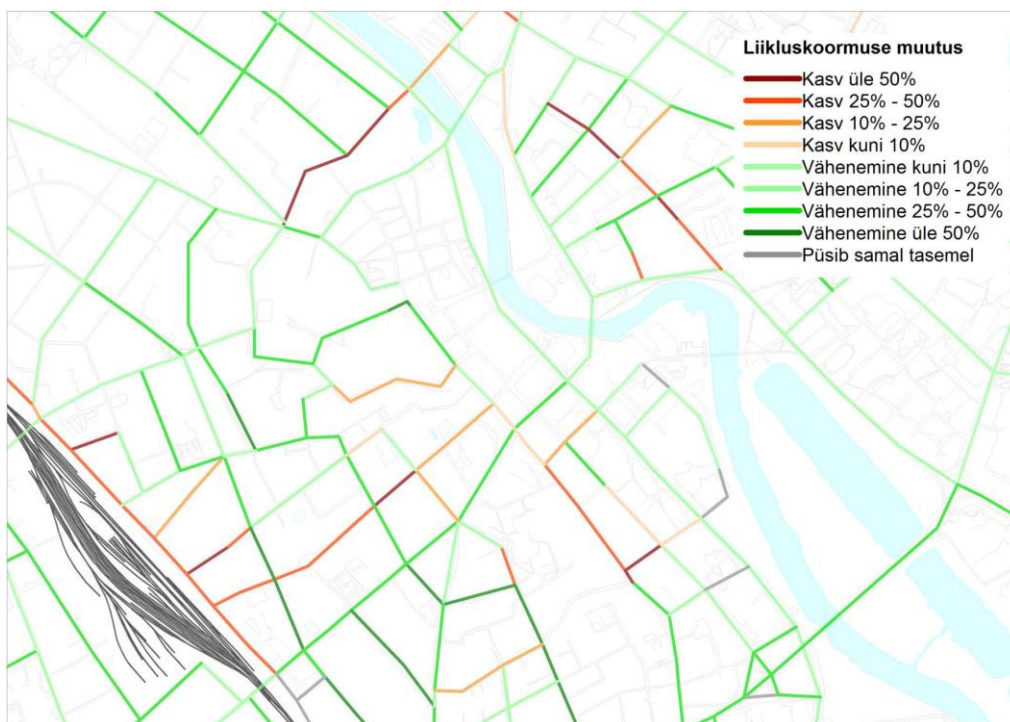 Liikluskoormuse muutus
Kasv üle 50%
Kasv 25% - 50%
Kasv 10% - 25%
Kasv kuni 10%
Vähenemine kuni 10%
Vähenemine 10% - 25%
Vähenemine 25% - 50%
Vähenemine üle 50%
Püsib samal tasemel